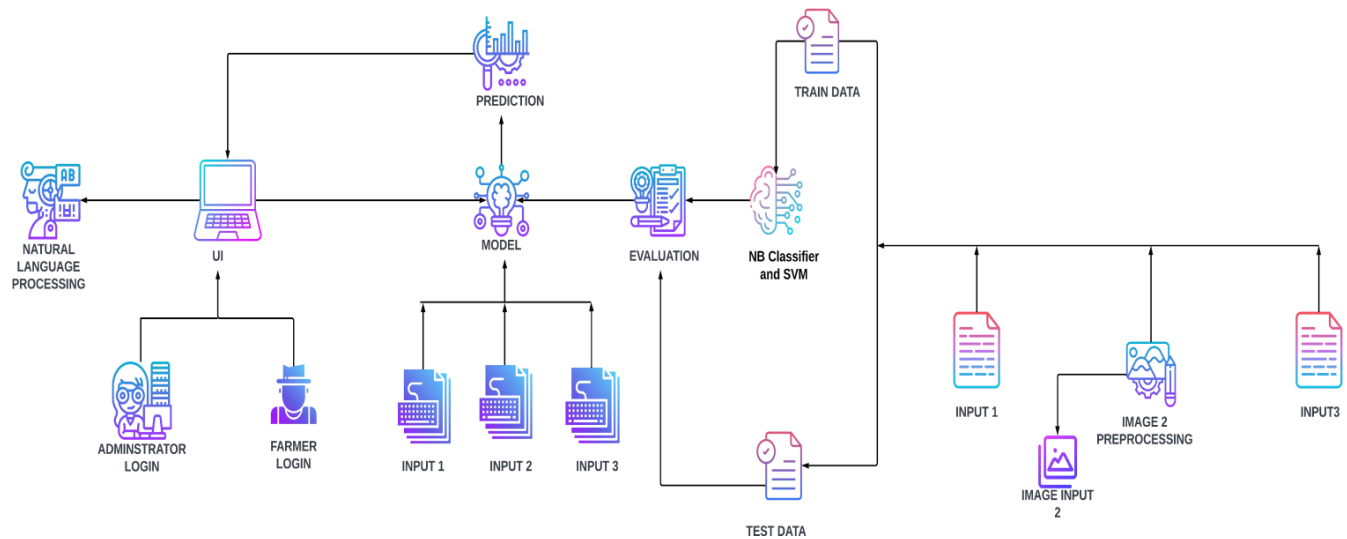 PREDICTION
TRAIN DATA
NATURAL
LANGUAGE
PROCESSING
UI
MODEL
EVALUATION
NB Classifier
and SVM
ADMINSTRATOR
LOGIN
FARMER
LOGIN
INPUT 1
INPUT 2
INPUT 3
TEST DATA
INPUT 1
IMAGE 2
PREPROCESSING
INPUT3
IMAGE INPUT
2
AB